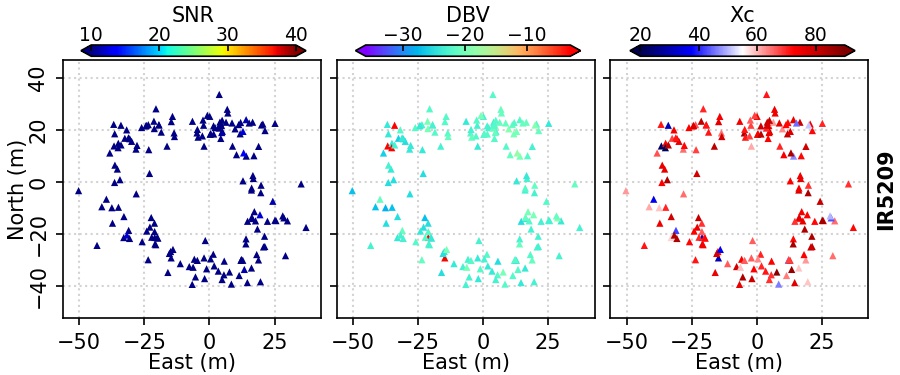 SNR DBV Xc
10 20 30 40 −30 −20 −10 20 40 60 80
40
20
0
−20
−40
North (m)
IR5209
−50 −25 0 25 −50 −25 0 25 −50 −25 0 25
East (m) East (m) East (m)